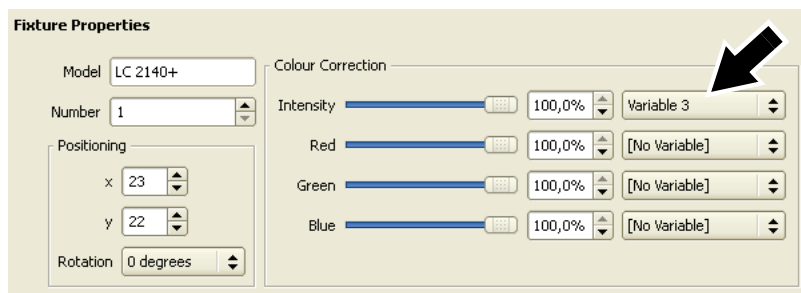 Fixture Properties
Model LC 2140+
Number 1
Positioning
x 23
y 22
Rotation 0 degrees
Colour Correction
Intensity 100,0% Variable 3
Red 100,0% [No Variable]
Green 100,0% [No Variable]
Blue 100,0% [No Variable]